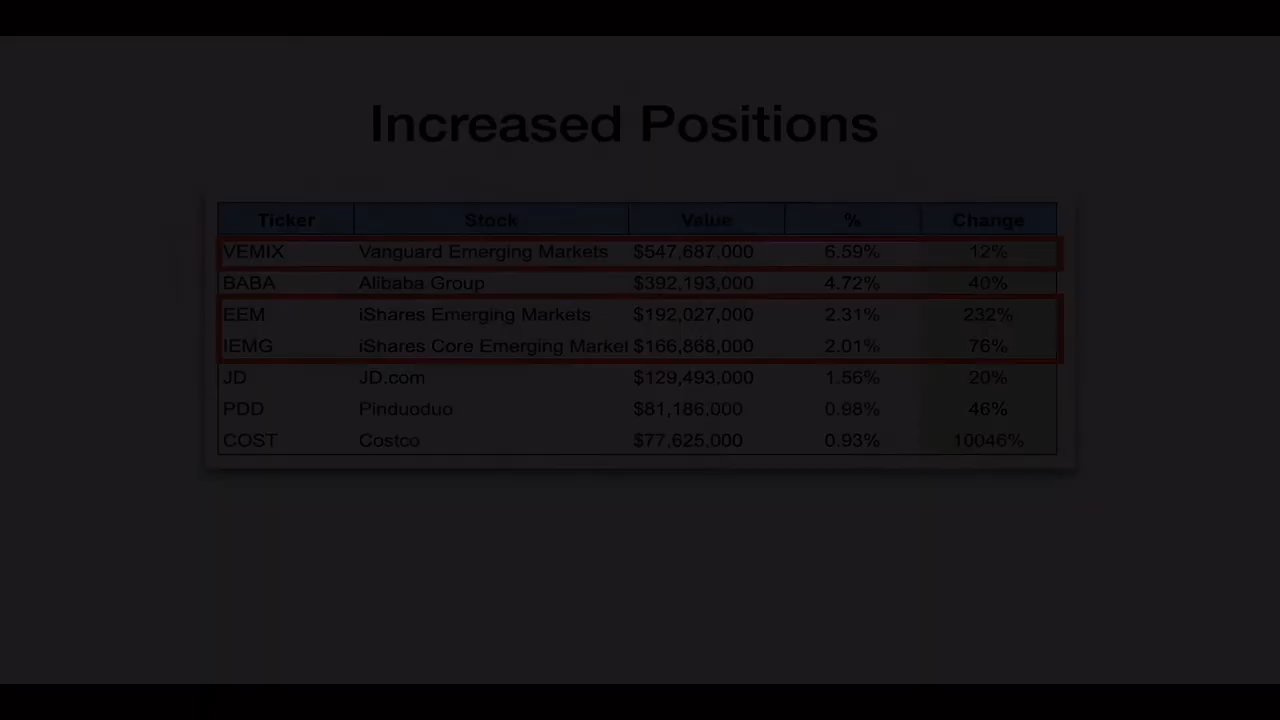 Increased Positions
Ticker Stock Value % Change
VEMIX Vanguard Emerging Markets $547,687,000 6.59% 12%
BABA Alibaba Group $392,193,000 4.72% 40%
EEM iShares Emerging Markets $192,027,000 2.31% 232%
IEMG iShares Core Emerging Market $166,868,000 2.01% 76%
JD JD.com $129,493,000 1.56% 20%
PDD Pinduoduo $81,186.000 0.98% 46%
COST Costco $77,625,000 0.93% 10046%